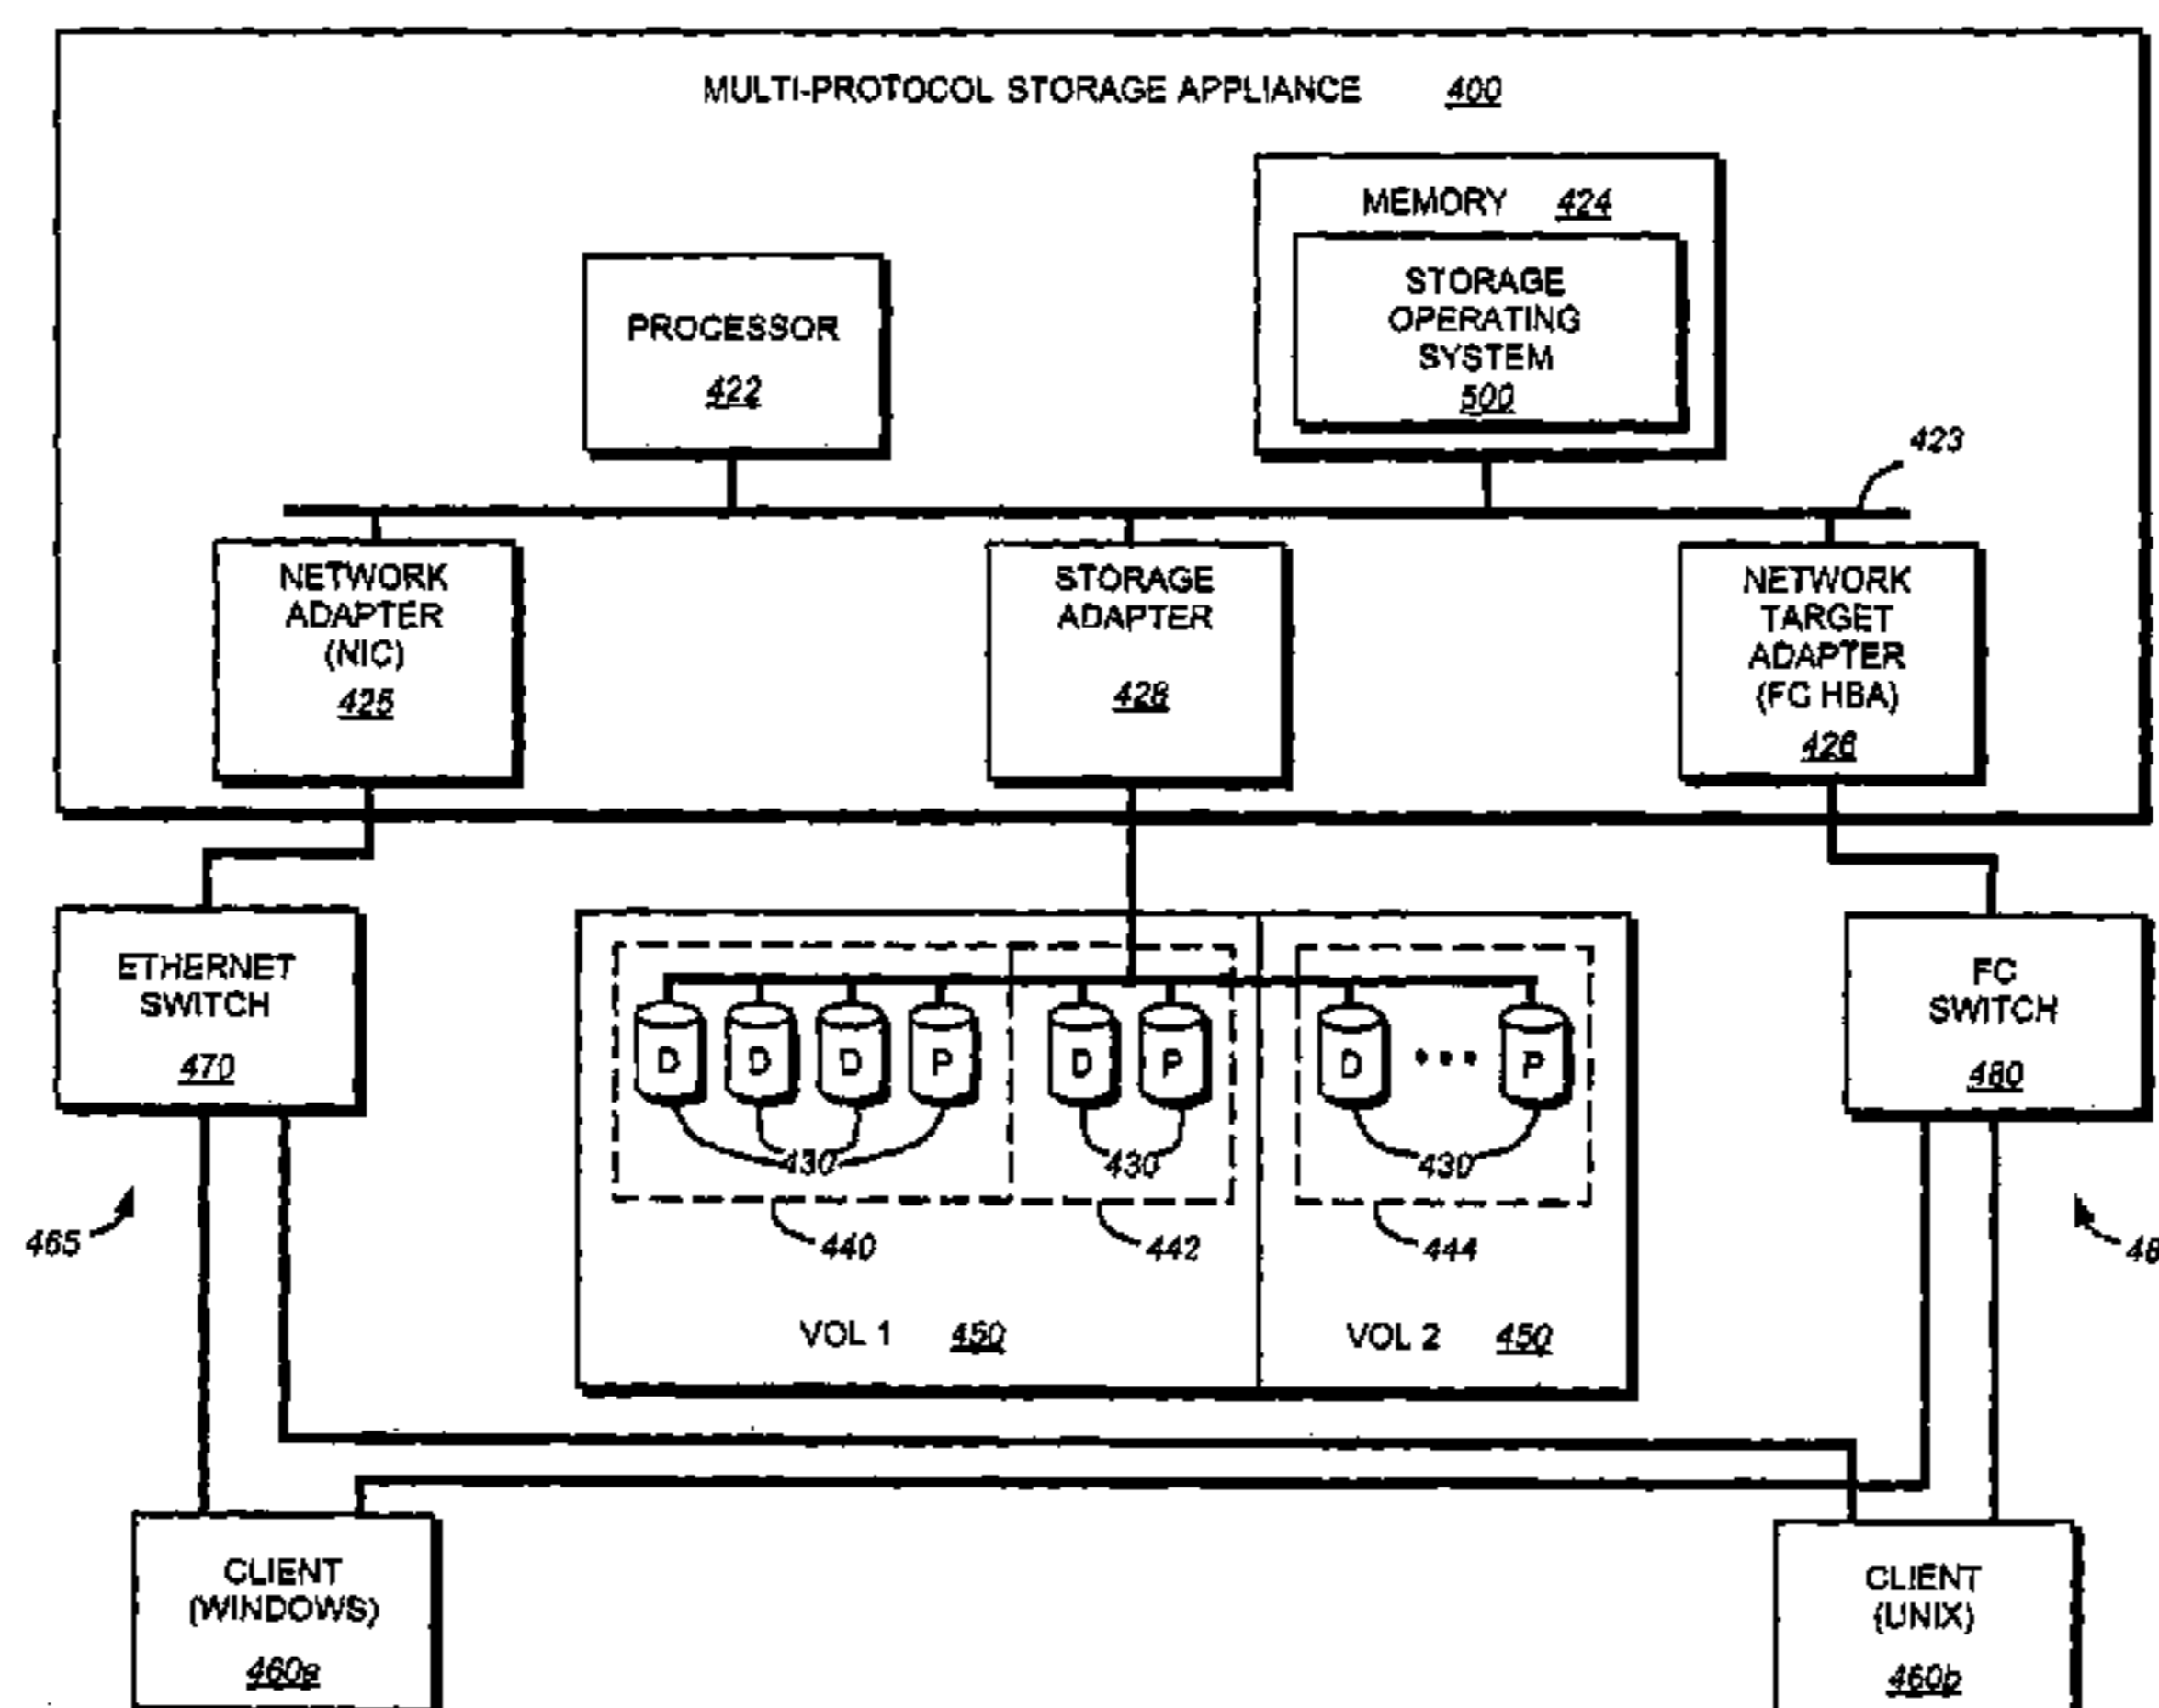 MULTI-PROTOCOL STORAGE APPLIANCE 400
MEMORY 424
STORAGE
OPERATING
SYSTEM
500
PROCESSOR
422
423
NETWORK
ADAPTER
(NIC)
425
STORAGE
ADAPTER
428
NETWORK
TARGET
ADAPTER
(FC HBA)
426
ETHERNET
SWITCH
470
D D D P D P D ••• P
430 430 430
440 442 444
VOL 1 450 VOL 2 450
FC
SWITCH
480
465
48
CLIENT
(WINDOWS)
460a
CLIENT
(UNIX)
460b